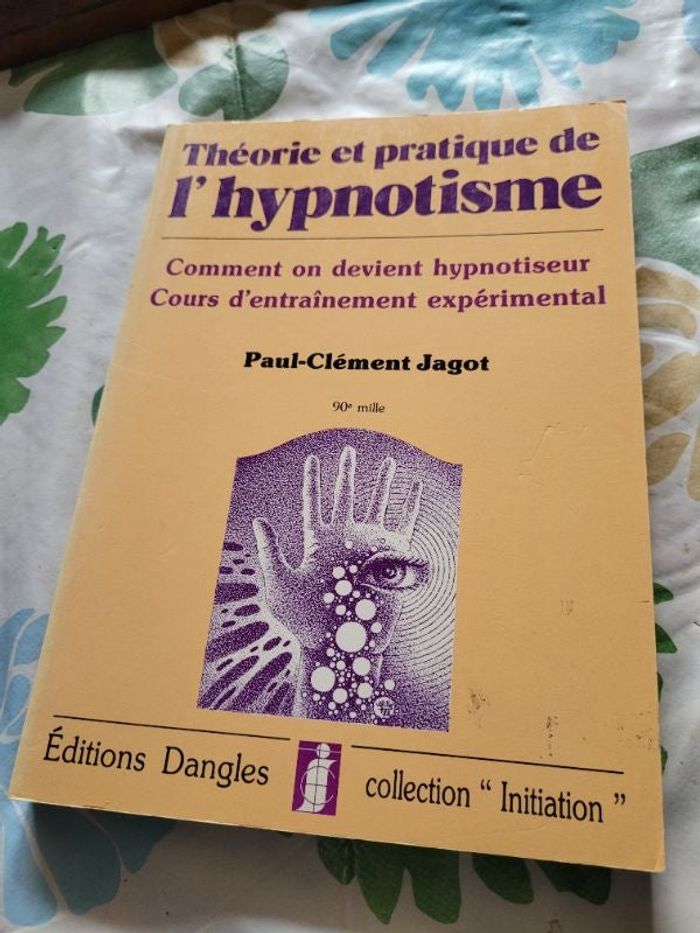 Théorie et pratique de
l'hypnotisme
Comment on devient hypnotiseur
Cours d'entraînement expérimental
Paul-Clément Jagot
90e mille
Éditions Dangles
collection “ Initiation ”